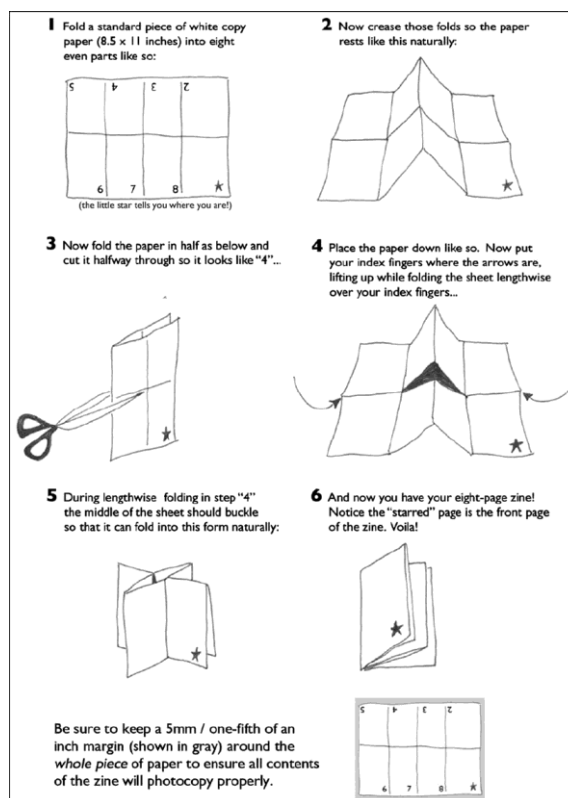 1 Fold a standard piece of white copy
paper (8.5 x 11 inches) into eight
even parts like so:
5 4 3 2
6 7 8
(the little star tells you where you are!)
2 Now crease those folds so the paper
rests like this naturally:
3 Now fold the paper in half as below and
cut it halfway through so it looks like “4”...
4 Place the paper down like so. Now put
your index fingers where the arrows are,
lifting up while folding the sheet lengthwise
over your index fingers...
5 During lengthwise folding in step “4”
the middle of the sheet should buckle
so that it can fold into this form naturally:
6 And now you have your eight-page zine!
Notice the “starred” page is the front page
of the zine. Voila!
Be sure to keep a 5mm / one-fifth of an
inch margin (shown in gray) around the
whole piece of paper to ensure all contents
of the zine will photocopy properly.
5 4 3 2
6 7 8